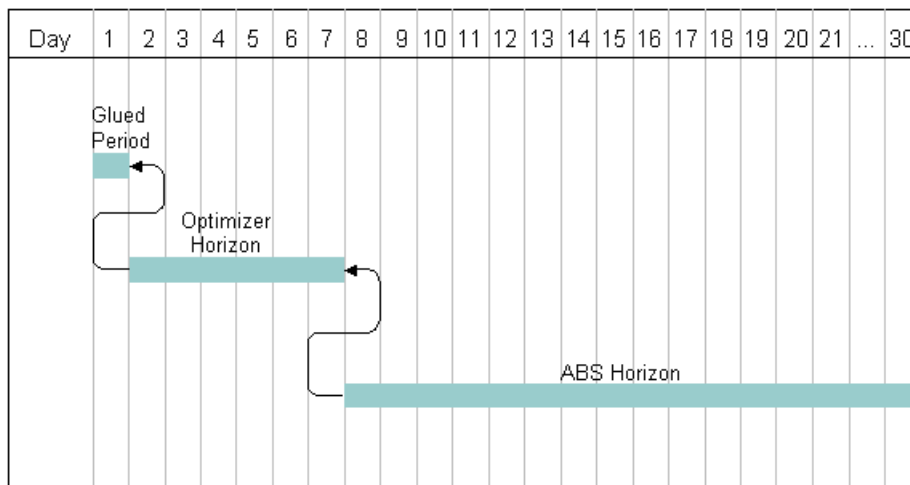 Day 1 2 3 4 5 6 7 8 9 10 11 12 13 14 15 16 17 18 19 20 21 ... 30
Glued
Period
Optimizer
Horizon
ABS Horizon